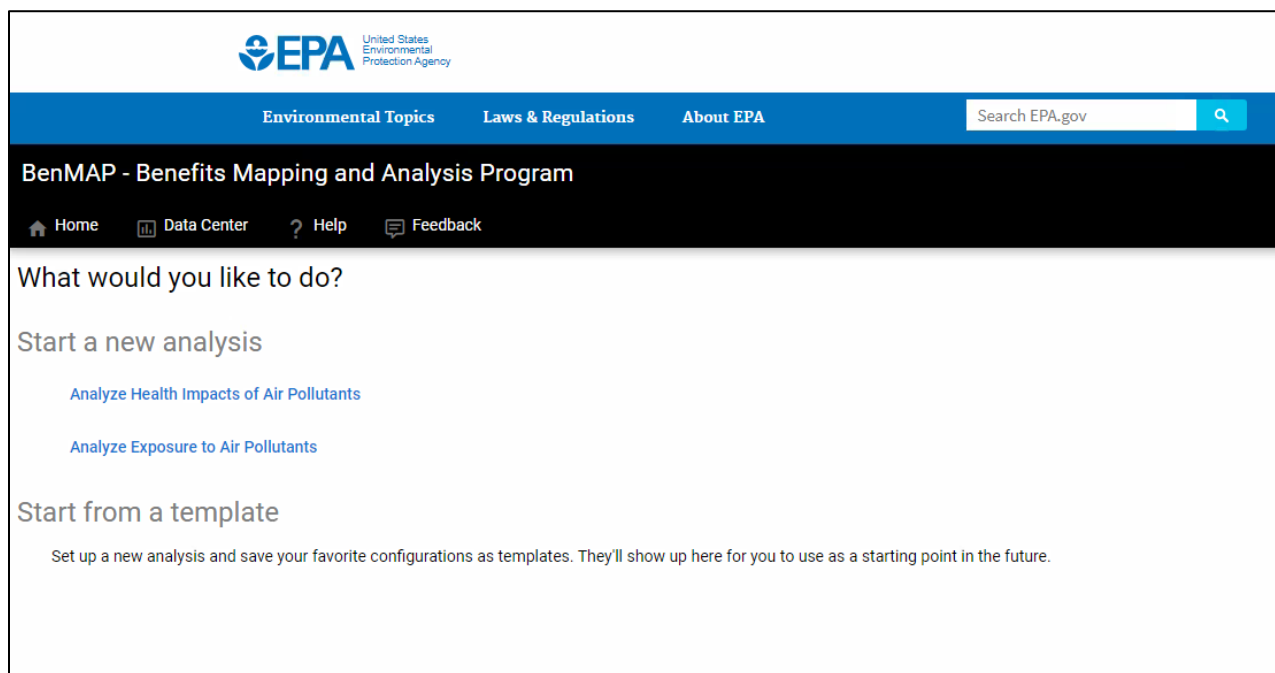 EPA United States
Environmental
Protection Agency
Environmental Topics Laws & Regulations About EPA Search EPA.gov
BenMAP - Benefits Mapping and Analysis Program
Home Data Center ? Help Feedback
What would you like to do?
Start a new analysis
Analyze Health Impacts of Air Pollutants
Analyze Exposure to Air Pollutants
Start from a template
Set up a new analysis and save your favorite configurations as templates. They'll show up here for you to use as a starting point in the future.